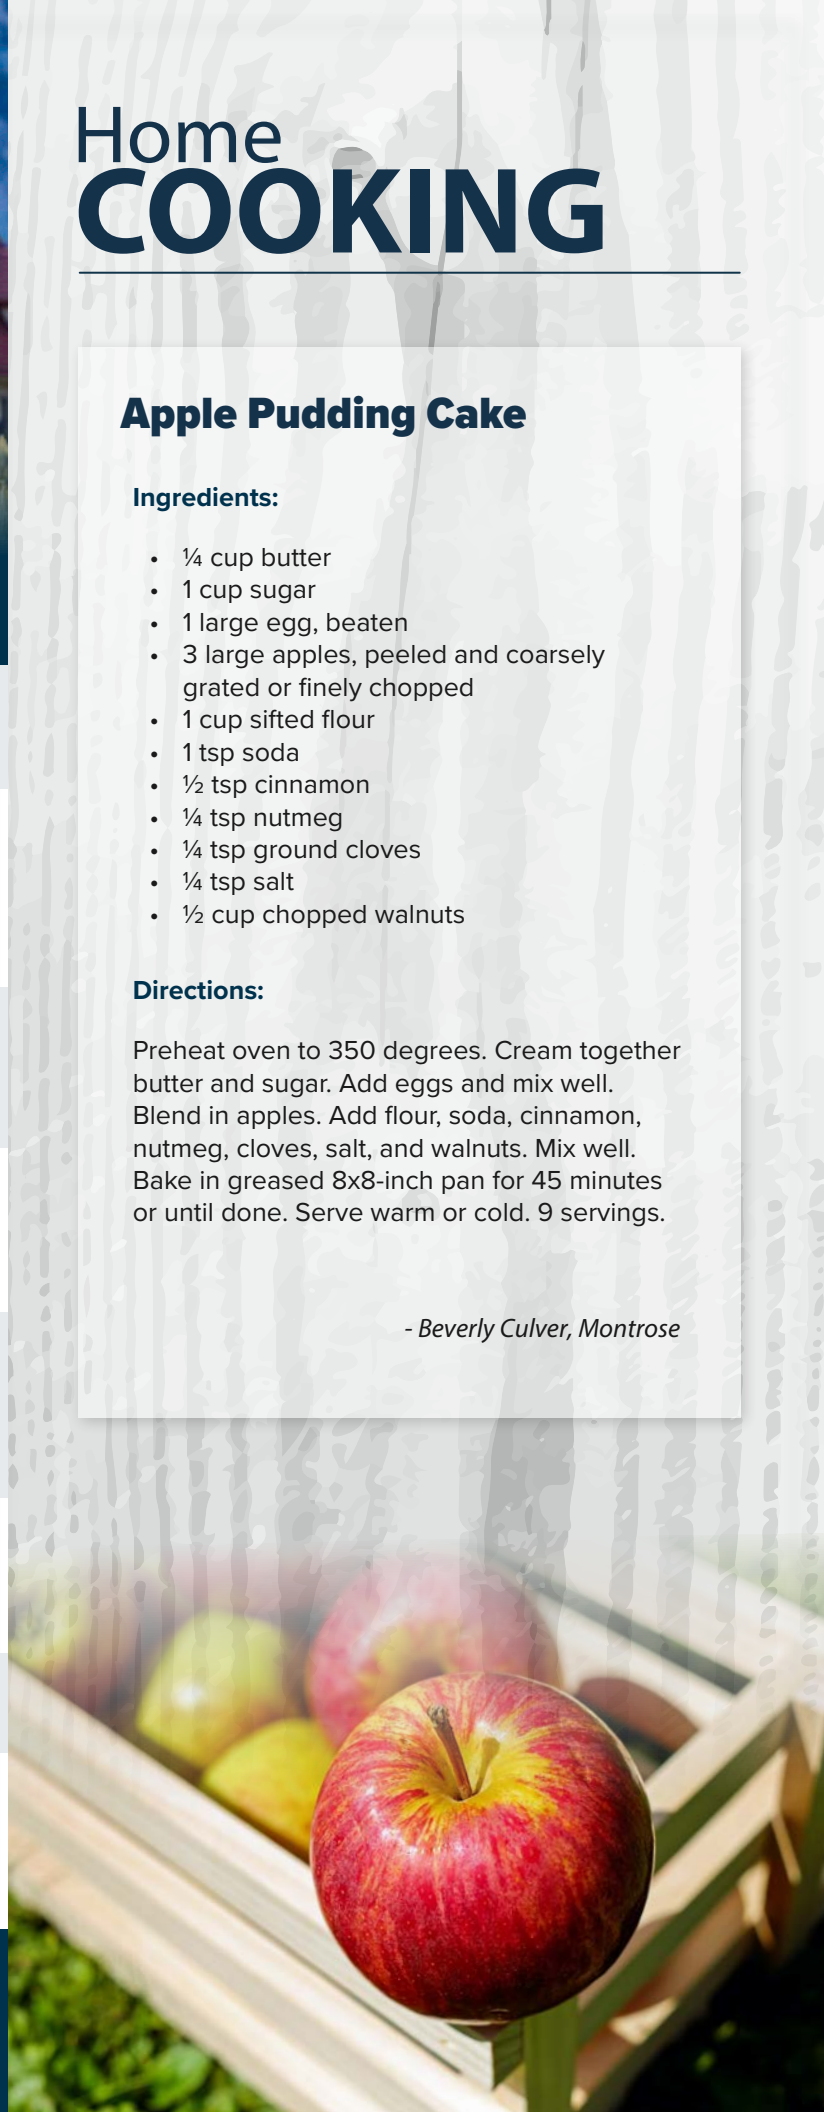 Home
COOKING
Apple Pudding Cake
Ingredients:
• ¼ cup butter
• 1 cup sugar
• 1 large egg, beaten
• 3 large apples, peeled and coarsely
grated or finely chopped
• 1 cup sifted flour
• 1 tsp soda
• ½ tsp cinnamon
• ¼ tsp nutmeg
• ¼ tsp ground cloves
• ¼ tsp salt
• ½ cup chopped walnuts
Directions:
Preheat oven to 350 degrees. Cream together
butter and sugar. Add eggs and mix well.
Blend in apples. Add flour, soda, cinnamon,
nutmeg, cloves, salt, and walnuts. Mix well.
Bake in greased 8x8-inch pan for 45 minutes
or until done. Serve warm or cold. 9 servings.
- Beverly Culver, Montrose